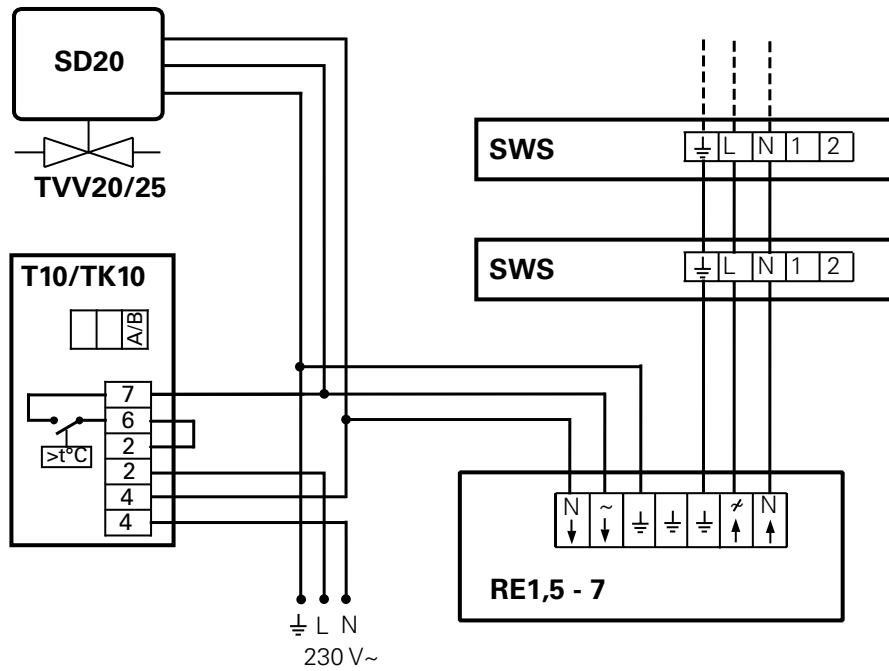 SD20
TVV20/25
SWS
L N 1 2
SWS
L N 1 2
T10/TK10
A/B
7
6
2
2
4
4
>t°C
N ~ N
RE1,5 - 7
L N
230 V~